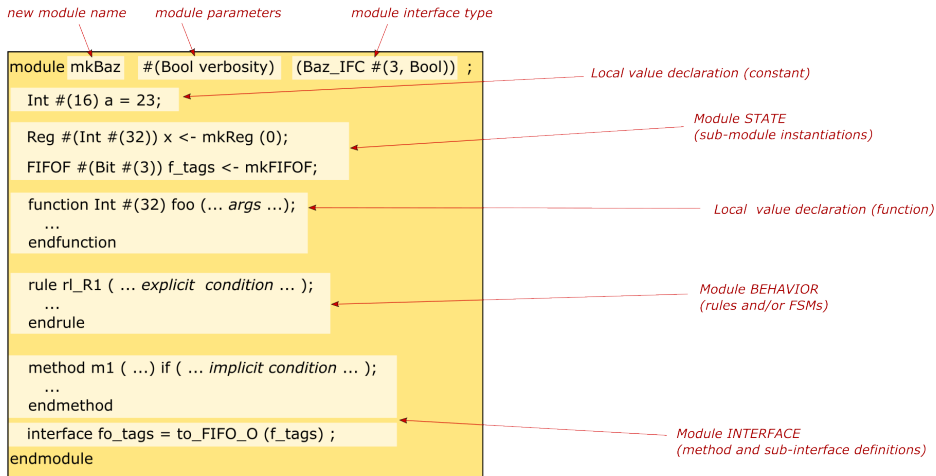 new module name module parameters module interface type
module mkBaz #(Bool verbosity) (Baz_IFC #(3, Bool)) ;
Local value declaration (constant)
Int #(16) a = 23;
Module STATE
(sub-module instantiations)
Reg #(Int #(32)) x <- mkReg (0);
FIFOF #(Bit #(3)) f_tags <- mkFIFOF;
function Int #(32) foo (... args ...);
Local value declaration (function)
...
endfunction
rule rl_R1 ( ... explicit condition ... );
Module BEHAVIOR
(rules and/or FSMs)
...
endrule
method m1 ( ...) if ( ... implicit condition ... );
...
endmethod
interface fo_tags = to_FIFO_O (f_tags) ;
Module INTERFACE
(method and sub-interface definitions)
endmodule